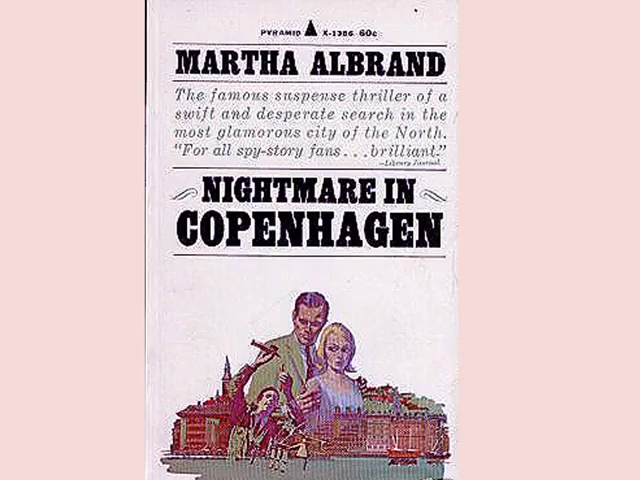 PYRAMID X-1386 60c
MARTHA ALBRAND
The famous suspense thriller of a
swift and desperate search in the
most glamorous city of the North.
"For all spy-story fans...brilliant."
—Library Journal
NIGHTMARE IN
COPENHAGEN